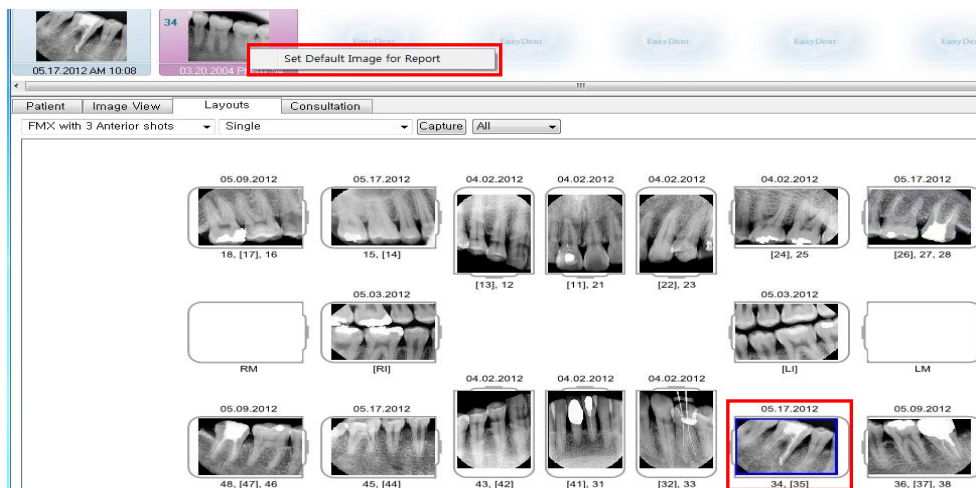 34
EasyDent EasyDent EasyDent EasyDent
Set Default Image for Report
05.17.2012 AM 10:08 03.20.2004
Patient Image View Layouts Consultation
FMX with 3 Anterior shots Single Capture All
05.09.2012 05.17.2012 04.02.2012 04.02.2012 04.02.2012 04.02.2012 05.17.2012
18, [17], 16 15, [14] [24], 25 [26], 27, 28
[13], 12 [11], 21 [22], 23
05.03.2012 05.03.2012
RM [RI] [LI] LM
04.02.2012 04.02.2012 04.02.2012
05.09.2012 05.17.2012 05.17.2012 05.09.2012
48, [47], 46 45, [44] 43, [42] [41], 31 [32], 33 34, [35] 36, [37], 38